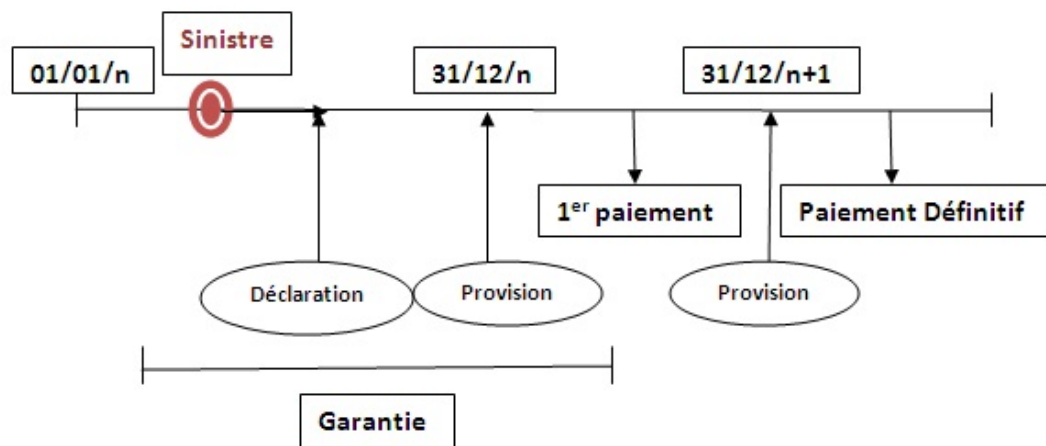 Sinistre
01/01/n
31/12/n
31/12/n+1
1er paiement
Paiement Définitif
Déclaration
Provision
Provision
Garantie